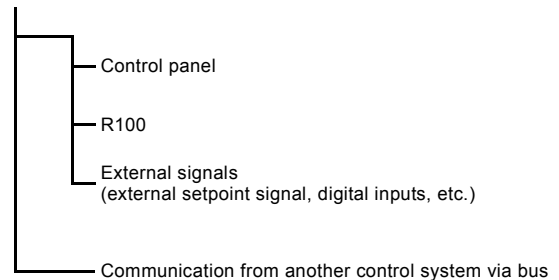 Control panel
R100
External signals
(external setpoint signal, digital inputs, etc.)
Communication from another control system via bus